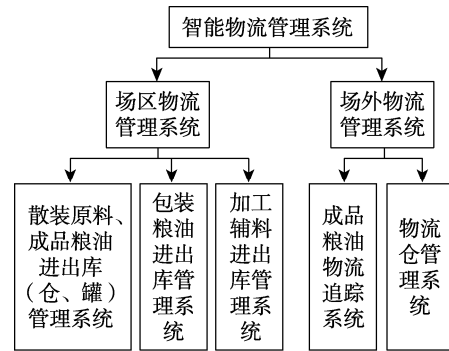 智能物流管理系统
场区物流
管理系统
场外物流
管理系统
散装原料、
成品粮油
进出库
（仓、罐）
管理系统
包装
粮油
进出
库管
理系
统
加工
辅料
进出
库管
理系
统
成品
粮油
物流
追踪
系统
物流
仓管
理系
统